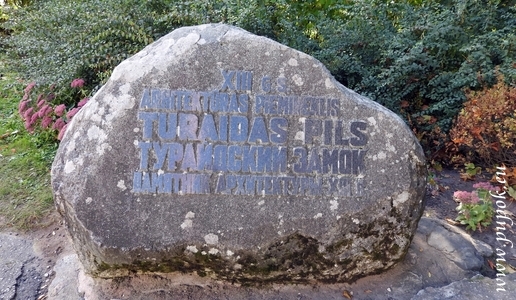 XIII G.S.
ARHITEKTŪRAS PIEMINEKLIS
TURAIDAS PILS
ТУРАЙДСКИЙ ЗАМОК
ПАМЯТНИК АРХИТЕКТУРЫ XIII В.